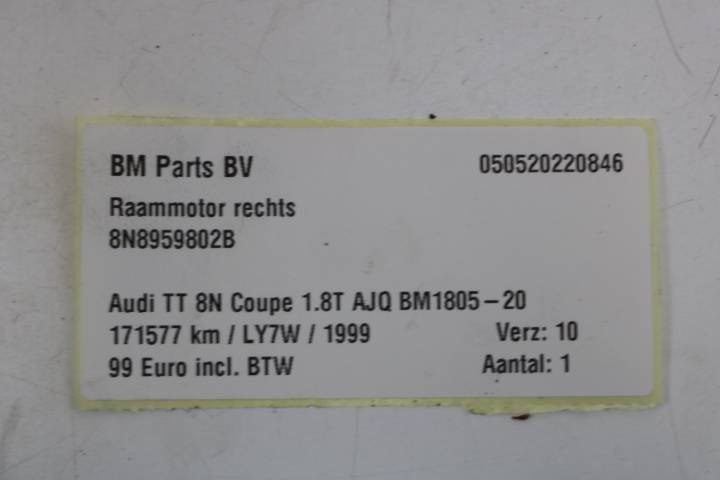 BM Parts BV 050520220846
Raammotor rechts
8N8959802B
Audi TT 8N Coupe 1.8T AJQ BM1805-20
171577 km / LY7W / 1999 Verz: 10
99 Euro incl. BTW Aantal: 1